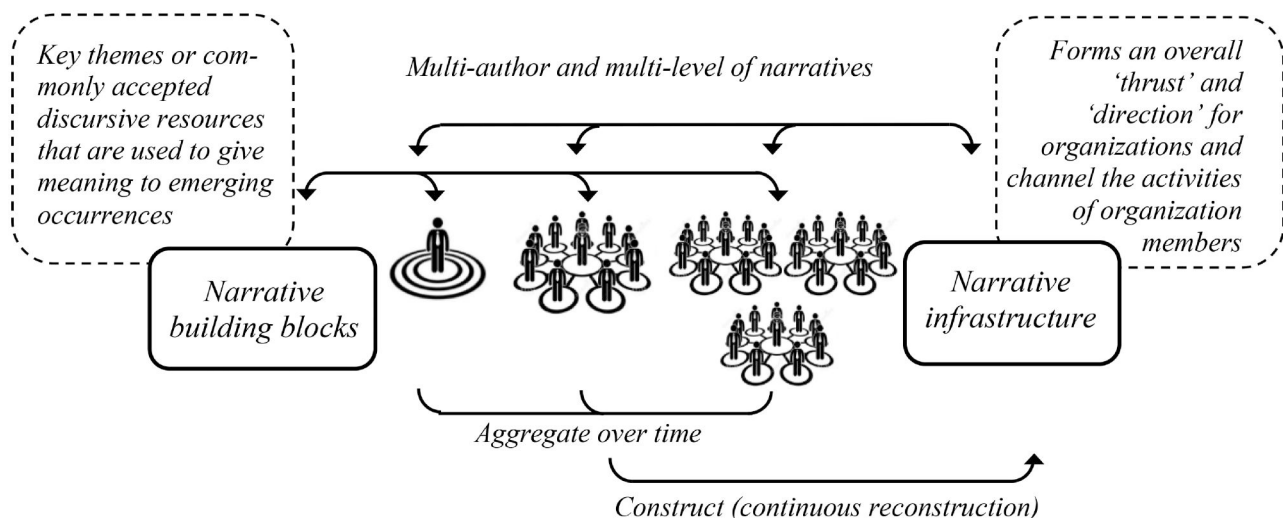 Key themes or com-
monly accepted
discursive resources
that are used to give
meaning to emerging
occurrences
Narrative
building blocks
Multi-author and multi-level of narratives
Forms an overall
‘thrust’ and
‘direction’ for
organizations and
channel the activities
of organization
members
Narrative
infrastructure
Aggregate over time
Construct (continuous reconstruction)